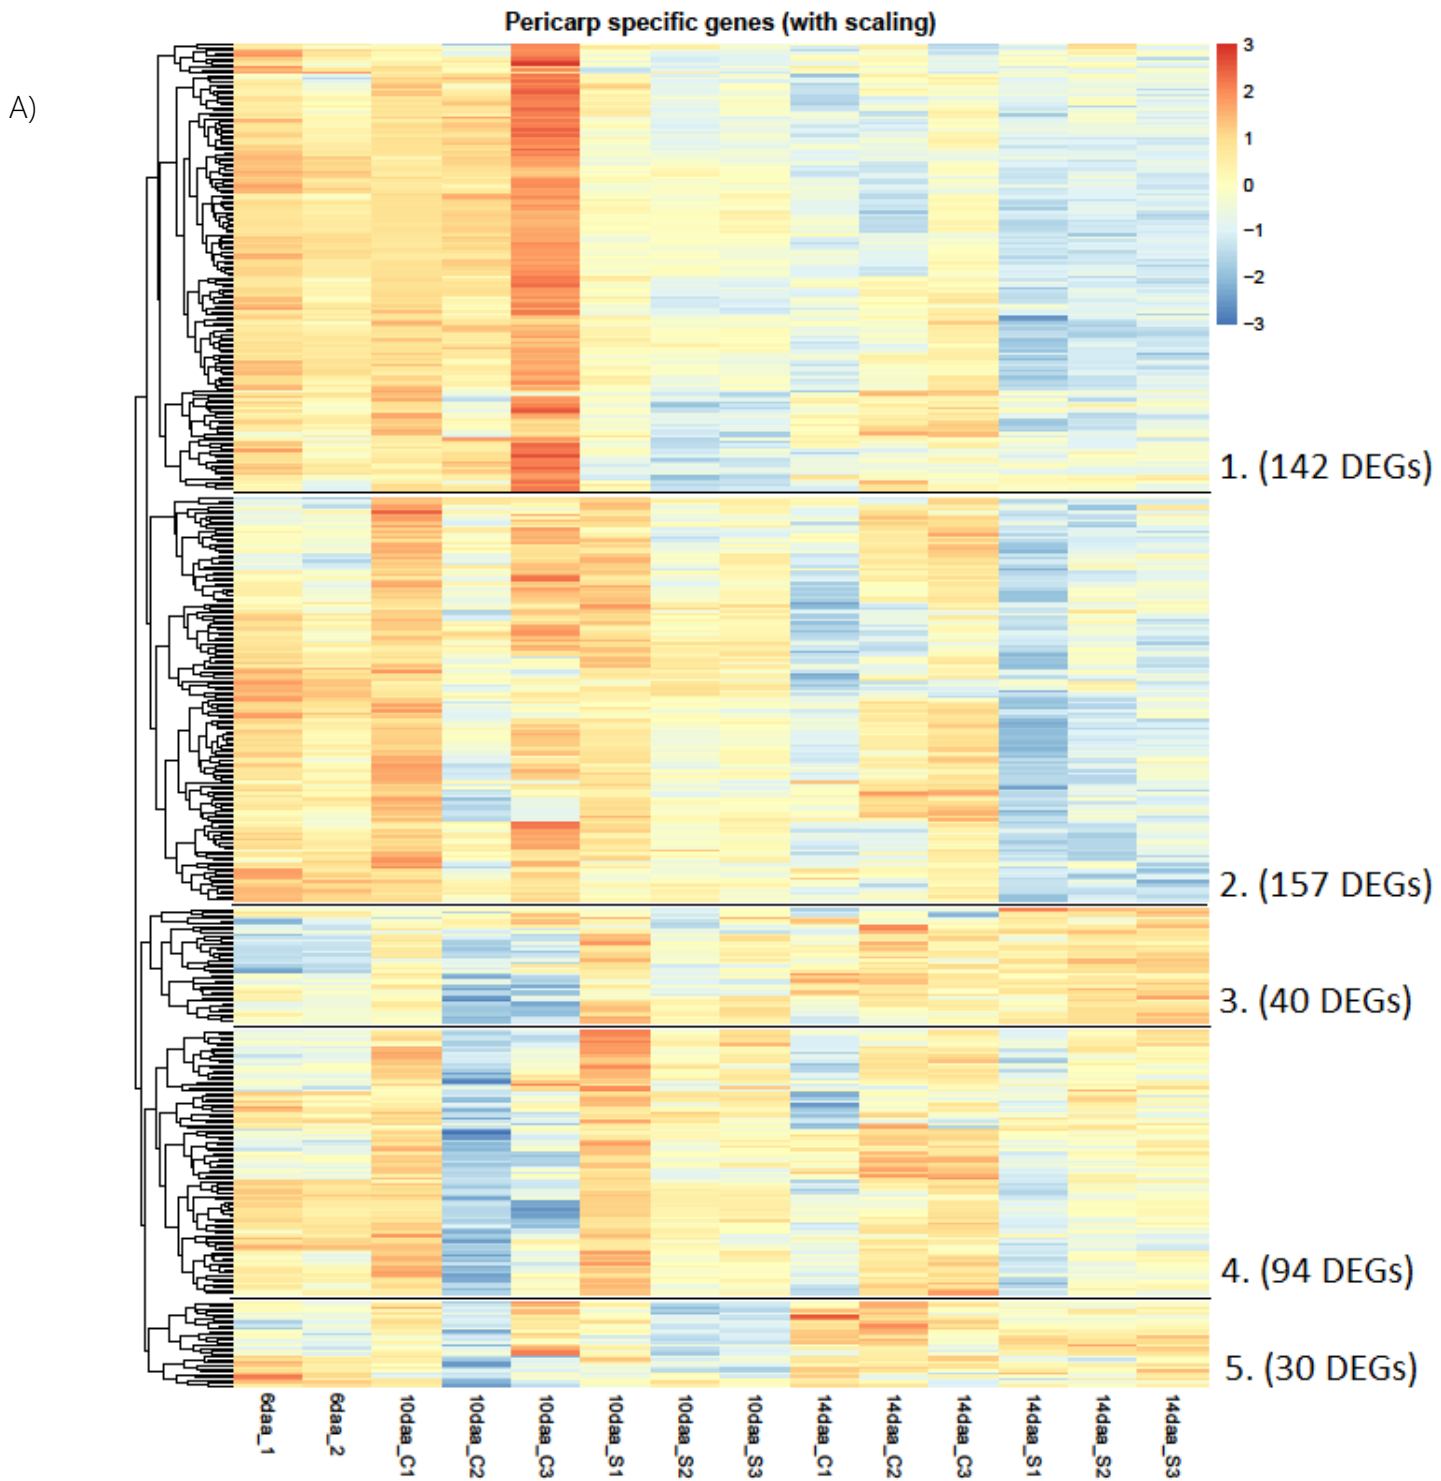 Pericarp specific genes (with scaling)
A)
3
2
1
0
−1
−2
−3
1. (142 DEGs)
2. (157 DEGs)
3. (40 DEGs)
4. (94 DEGs)
5. (30 DEGs)
6daa_1
6daa_2
10daa_C1
10daa_C2
10daa_C3
10daa_S1
10daa_S2
10daa_S3
14daa_C1
14daa_C2
14daa_C3
14daa_S1
14daa_S2
14daa_S3